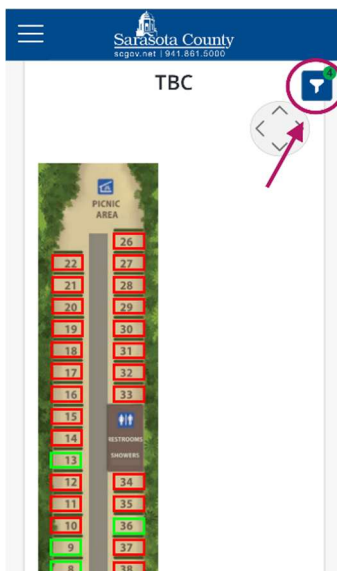 Sarasota County
scgov.net | 941.861.5000
TBC
4
PICNIC
AREA
26
22 27
21 28
20 29
19 30
18 31
17 32
16 33
15
14 RESTROOMS
13 SHOWERS
12 34
11 35
10 36
9 37
8 38